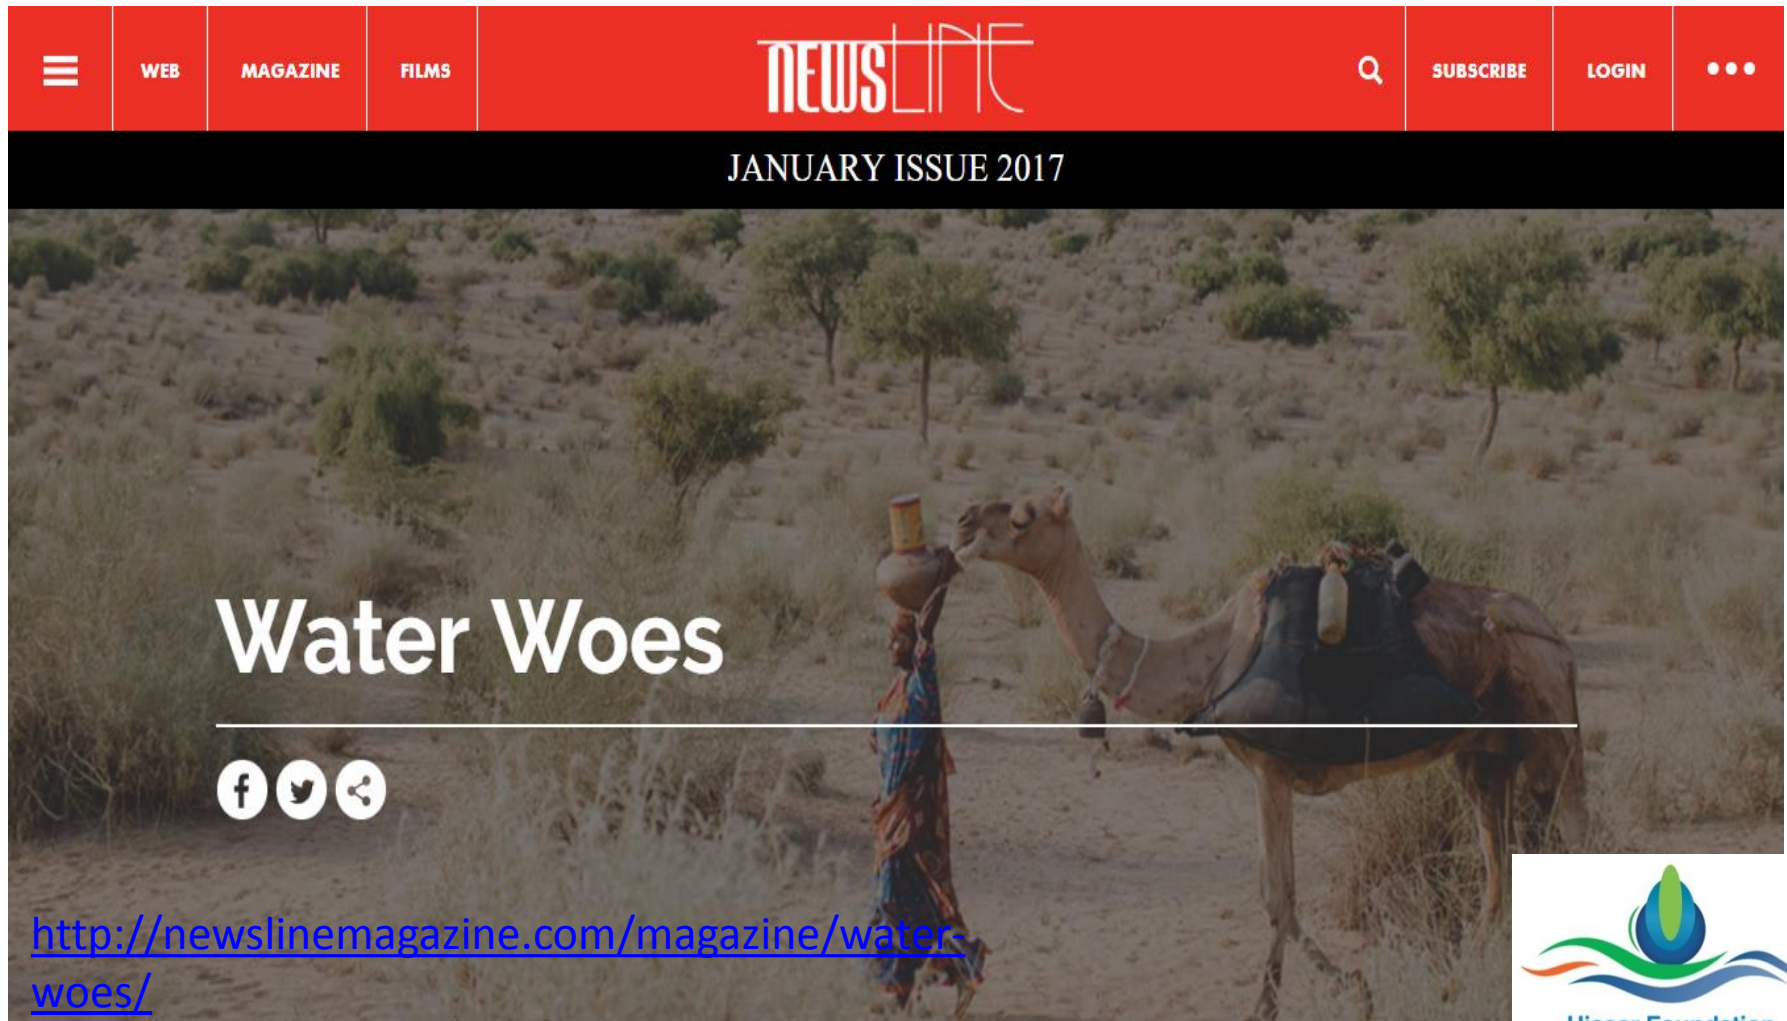 WEB
MAGAZINE
FILMS
NEWSLINE
SUBSCRIBE
LOGIN
JANUARY ISSUE 2017
Water Woes
http://newslinemagazine.com/magazine/water-
woes/